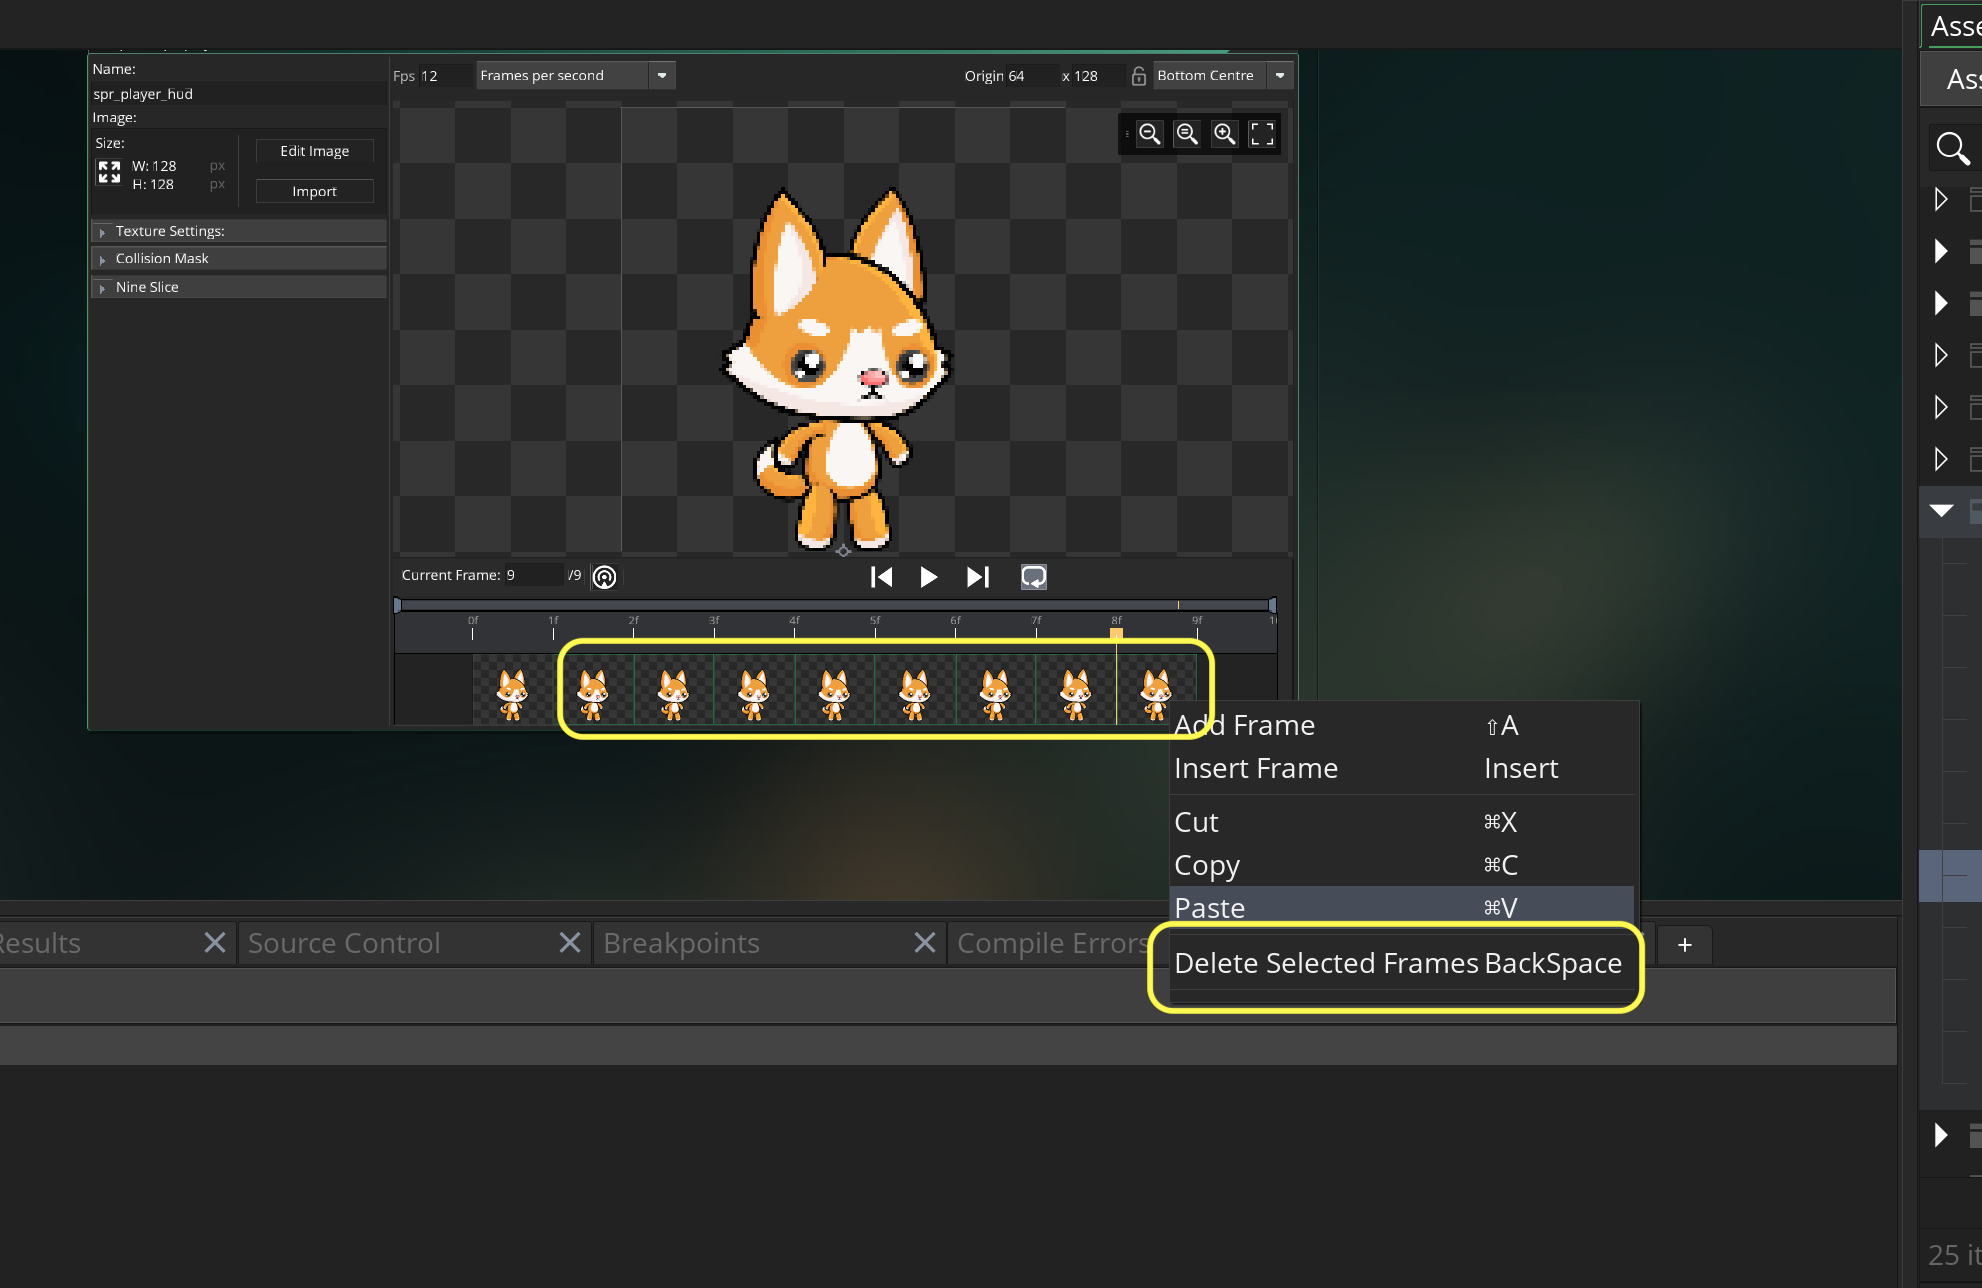 Name:
spr_player_hud
Image:
Size:
W: 128 px
H: 128 px
Edit Image
Import
Texture Settings:
Collision Mask
Nine Slice
Fps 12 Frames per second
Origin 64 x 128 Bottom Centre
Current Frame: 9 /9
0f 1f 2f 3f 4f 5f 6f 7f 8f 9f
Add Frame ⇧A
Insert Frame Insert
Cut ⌘X
Copy ⌘C
Paste ⌘V
Delete Selected Frames BackSpace
Results
Source Control
Breakpoints
Compile Errors
+
Asse
Ass
25 it